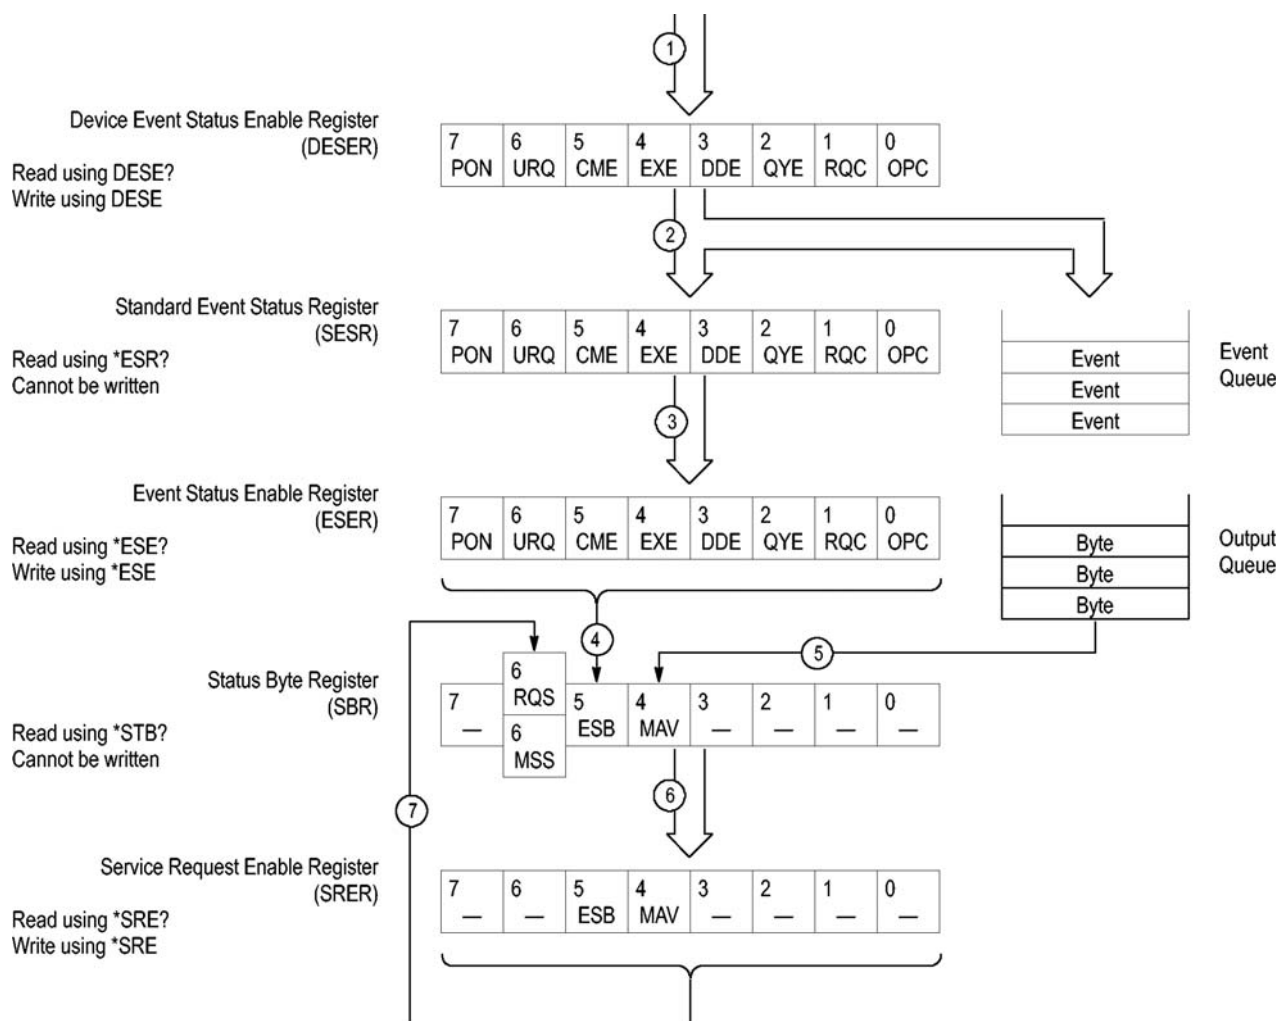 1
Device Event Status Enable Register
(DESER)
Read using DESE?
Write using DESE
7 6 5 4 3 2 1 0
PON URQ CME EXE DDE QYE RQC OPC
2
Standard Event Status Register
(SESR)
Read using *ESR?
Cannot be written
7 6 5 4 3 2 1 0
PON URQ CME EXE DDE QYE RQC OPC
Event
Event
Event
Event
Queue
3
Event Status Enable Register
(ESER)
Read using *ESE?
Write using *ESE
7 6 5 4 3 2 1 0
PON URQ CME EXE DDE QYE RQC OPC
Byte
Byte
Byte
Output
Queue
4
5
Status Byte Register
(SBR)
Read using *STB?
Cannot be written
6
RQS
7 5 4 3 2 1 0
— ESB MAV — — — —
6
MSS
6
7
Service Request Enable Register
(SRER)
Read using *SRE?
Write using *SRE
7 6 5 4 3 2 1 0
— — ESB MAV — — — —